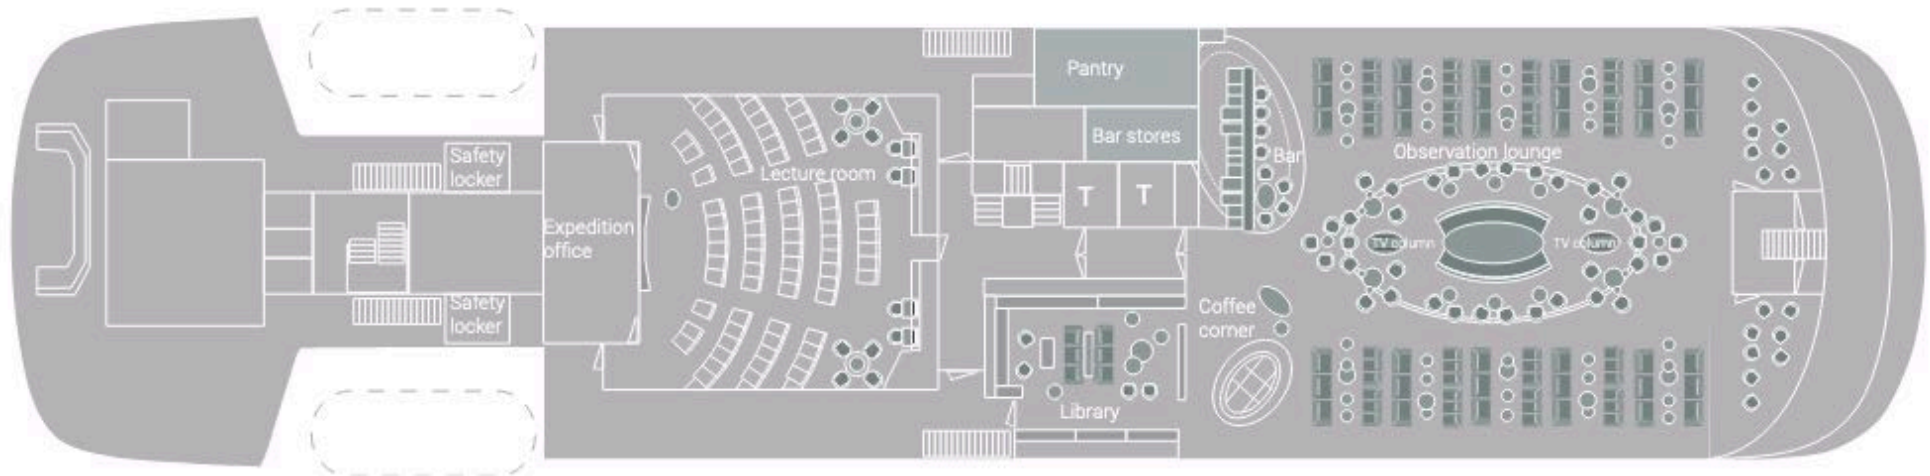 Pantry
Bar stores
Bar
Safety
locker
Lecture room
Observation lounge
T
T
Expedition
office
TV column
TV column
Safety
locker
Coffee
corner
Library